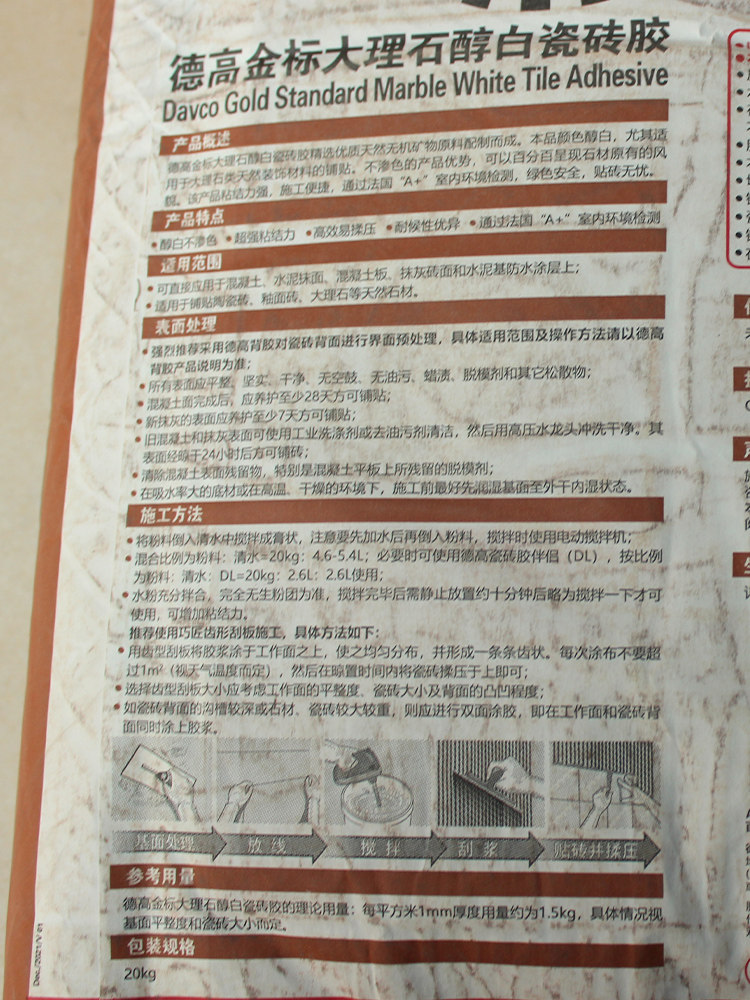 德高金标大理石醇白瓷砖胶
Davco Gold Standard Marble White Tile Adhesive
产品概述
德高金标大理石醇白瓷砖胶精选优质天然无机矿物原料配制而成。本品颜色醇白，尤其适
用于大理石类天然装饰材料的铺贴。不渗色的产品优势，可以百分百呈现石材原有的风
貌。该产品粘结力强，施工便捷，通过法国“A+”室内环境检测，绿色安全，贴砖无忧。
产品特点
•醇白不渗色 •超强粘结力 •高效易揉压 •耐候性优异 •通过法国“A+”室内环境检测
适用范围
•可直接应用于混凝土、水泥抹面、混凝土板、抹灰砖面和水泥基防水涂层上；
•适用于铺贴陶瓷砖、釉面砖、大理石等天然石材。
表面处理
•强烈推荐采用德高背胶对瓷砖背面进行界面预处理，具体适用范围及操作方法请以德高
背胶产品说明为准；
•所有表面应平整、坚实、干净、无空鼓、无油污、蜡渍、脱模剂和其它松散物；
•混凝土面完成后，应养护至少28天方可铺贴；
•新抹灰的表面应养护至少7天方可铺贴；
•旧混凝土和抹灰表面可使用工业洗涤剂或去油污剂清洁，然后用高压水龙头冲洗干净。其
表面经晾干24小时后方可铺砖；
•清除混凝土表面残留物，特别是混凝土平板上所残留的脱模剂；
•在吸水率大的底材或在高温、干燥的环境下，施工前最好先润湿基面至外干内湿状态。
施工方法
•将粉料倒入清水中搅拌成膏状，注意要先加水后再倒入粉料，搅拌时使用电动搅拌机；
•混合比例为粉料：清水=20kg：4.6-5.4L；必要时可使用德高瓷砖胶伴侣（DL），按比例
为粉料：清水：DL=20kg：2.6L：2.6L使用；
•水粉充分拌合，完全无生粉团为准，搅拌完毕后需静止放置约十分钟后略为搅拌一下才可
使用，可增加粘结力。
推荐使用巧匠齿形刮板施工，具体方法如下：
•用齿型刮板将胶浆涂于工作面之上，使之均匀分布，并形成一条条齿状。每次涂布不要超
过1m²（视天气温度而定），然后在晾置时间内将瓷砖揉压于上即可；
•选择齿型刮板大小应考虑工作面的平整度、瓷砖大小及背面的凸凹程度；
•如瓷砖背面的沟槽较深或石材、瓷砖较大较重，则应进行双面涂胶，即在工作面和瓷砖背
面同时涂上胶浆。
基面处理 放线 搅拌 刮浆 贴砖并揉压
参考用量
德高金标大理石醇白瓷砖胶的理论用量：每平方米1mm厚度用量约为1.5kg，具体情况视
基面平整度和瓷砖大小而定。
包装规格
20kg
Dec./2021/V 01